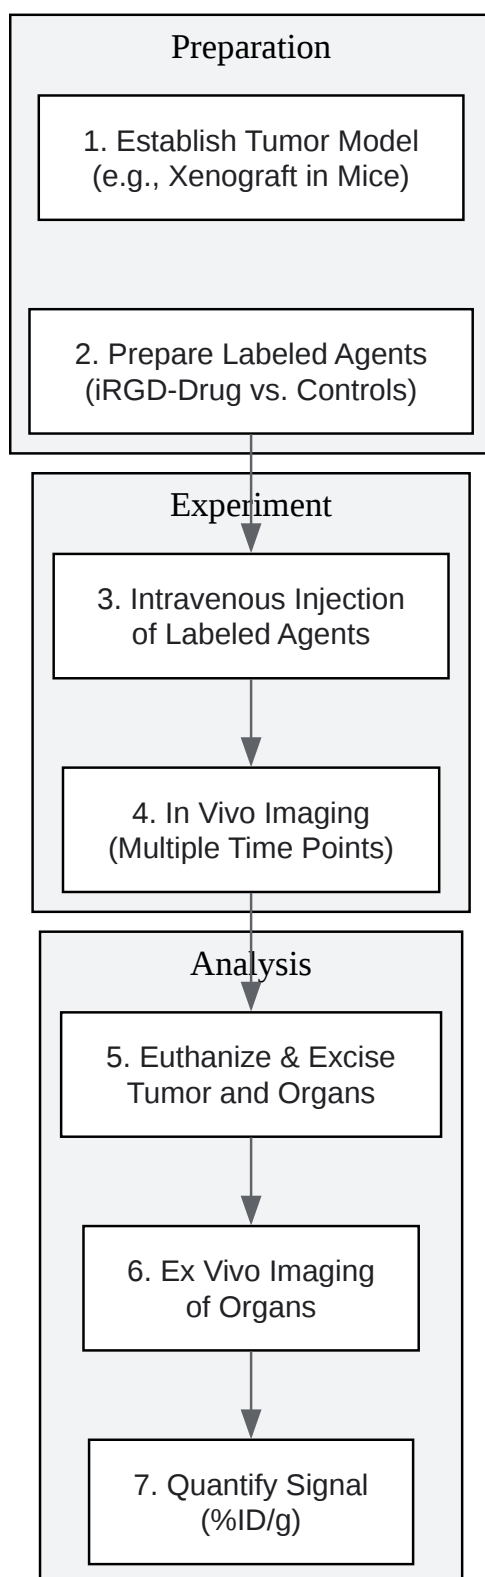 Preparation
1. Establish Tumor Model
(e.g., Xenograft in Mice)
2. Prepare Labeled Agents
(iRGD-Drug vs. Controls)
Experiment
3. Intravenous Injection
of Labeled Agents
4. In Vivo Imaging
(Multiple Time Points)
Analysis
5. Euthanize & Excise
Tumor and Organs
6. Ex Vivo Imaging
of Organs
7. Quantify Signal
(%ID/g)